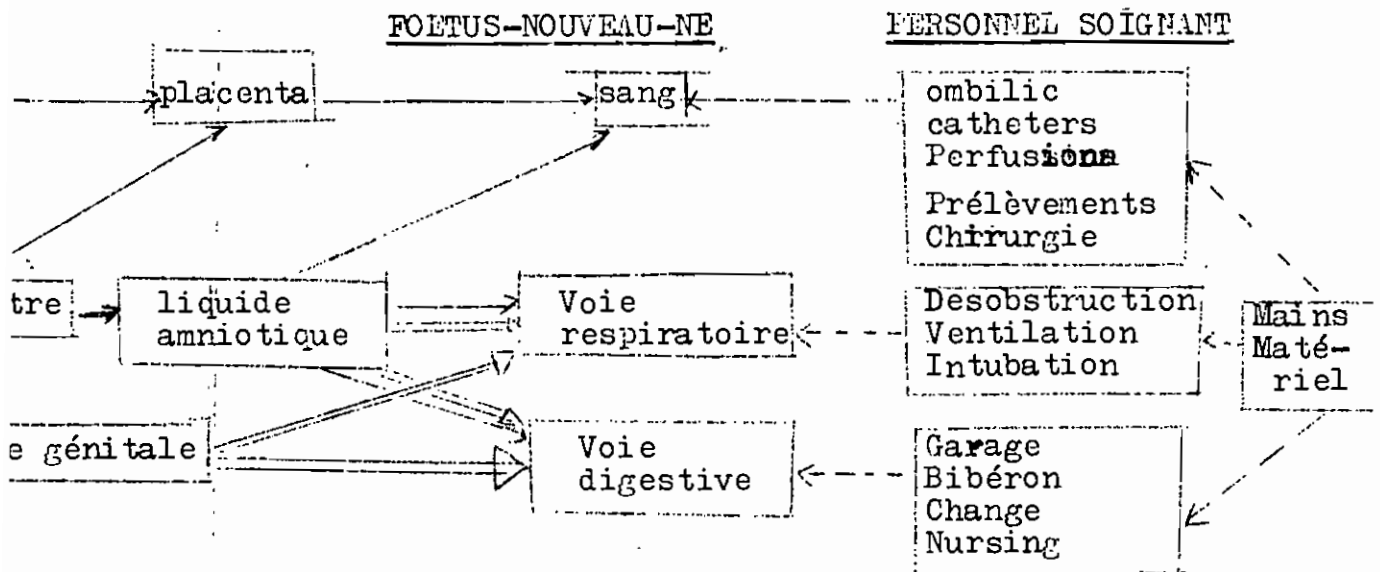 FOETUS-NOUVEAU-NE
PERSONNEL SOIGNANT
placenta
sang
ombilic
catheters
Perfusions
Prélèvements
Chirurgie
tre
liquide
amniotique
Voie
respiratoire
Desobstruction
Ventilation
Intubation
Mains
Maté-
riel
e génitale
Voie
digestive
Garage
Bibéron
Change
Nursing